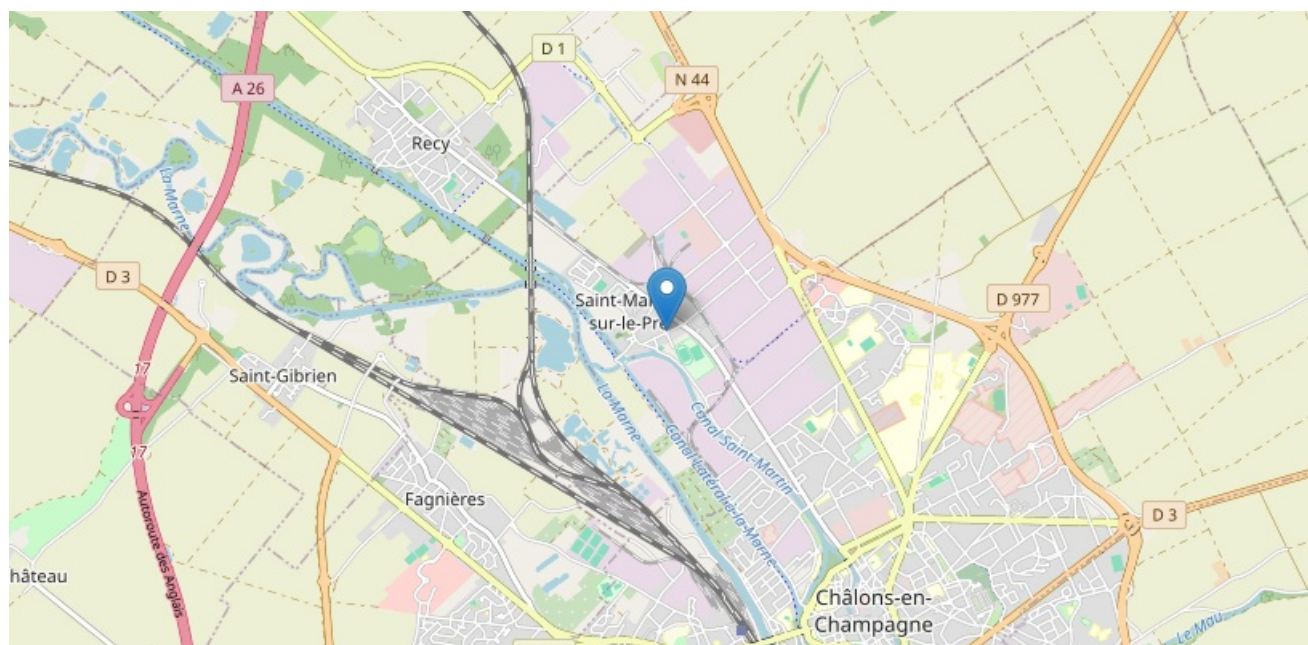 D 1
N 44
A 26
Recy
La Marne
D 3
D 977
Saint-Ma
sur-le-Pré
17
Saint-Gibrien
La Marne
Canal Saint-Martin
Canal Latéral à la Marne
17
Fagnières
Autoroute des Anglais
D 3
hâteau
Châlons-en-
Champagne
Le Mau